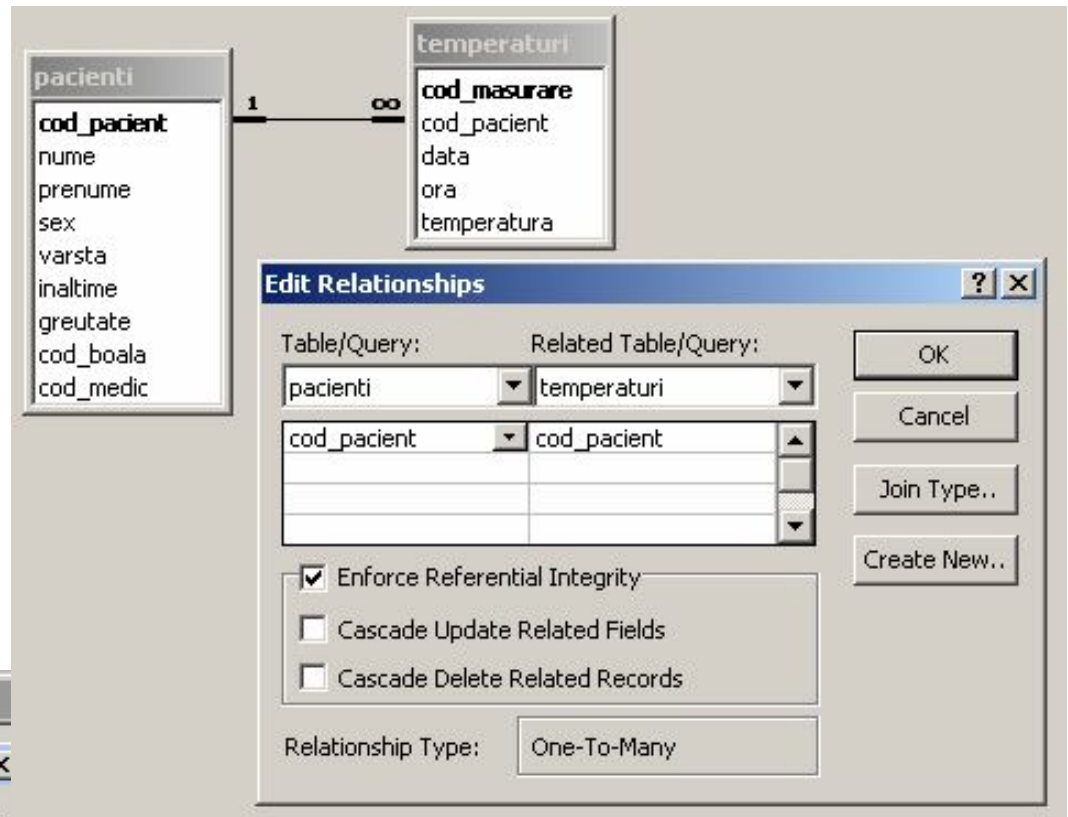 pacienti
cod_pacient
nume
prenume
sex
varsta
inaltime
greutate
cod_boala
cod_medic
1
∞
temperaturi
cod_masurare
cod_pacient
data
ora
temperatura
Edit Relationships
Table/Query: Related Table/Query:
pacienti temperaturi
cod_pacient cod_pacient
Enforce Referential Integrity
Cascade Update Related Fields
Cascade Delete Related Records
Relationship Type: One-To-Many
OK
Cancel
Join Type..
Create New..